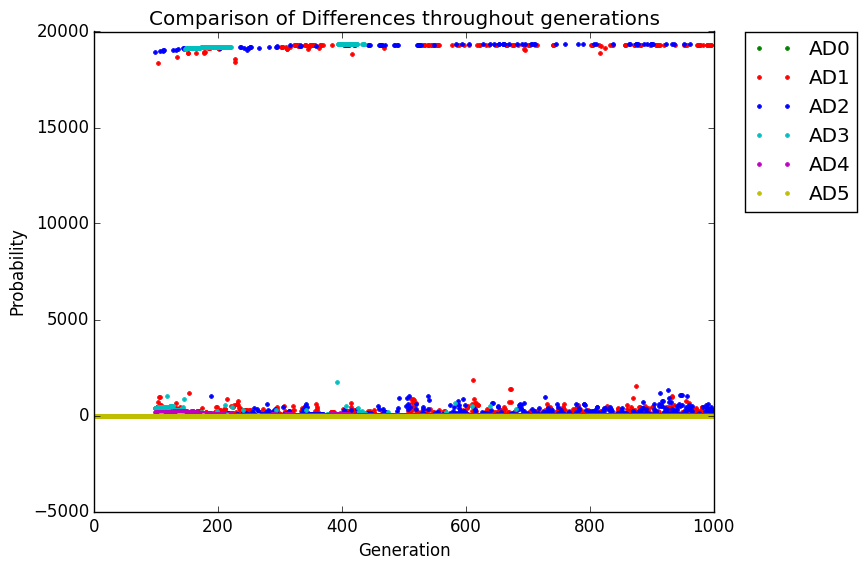 Comparison of Differences throughout generations
20000
15000
10000
5000
0
−5000
Probability
0 200 400 600 800 1000
Generation
AD0
AD1
AD2
AD3
AD4
AD5